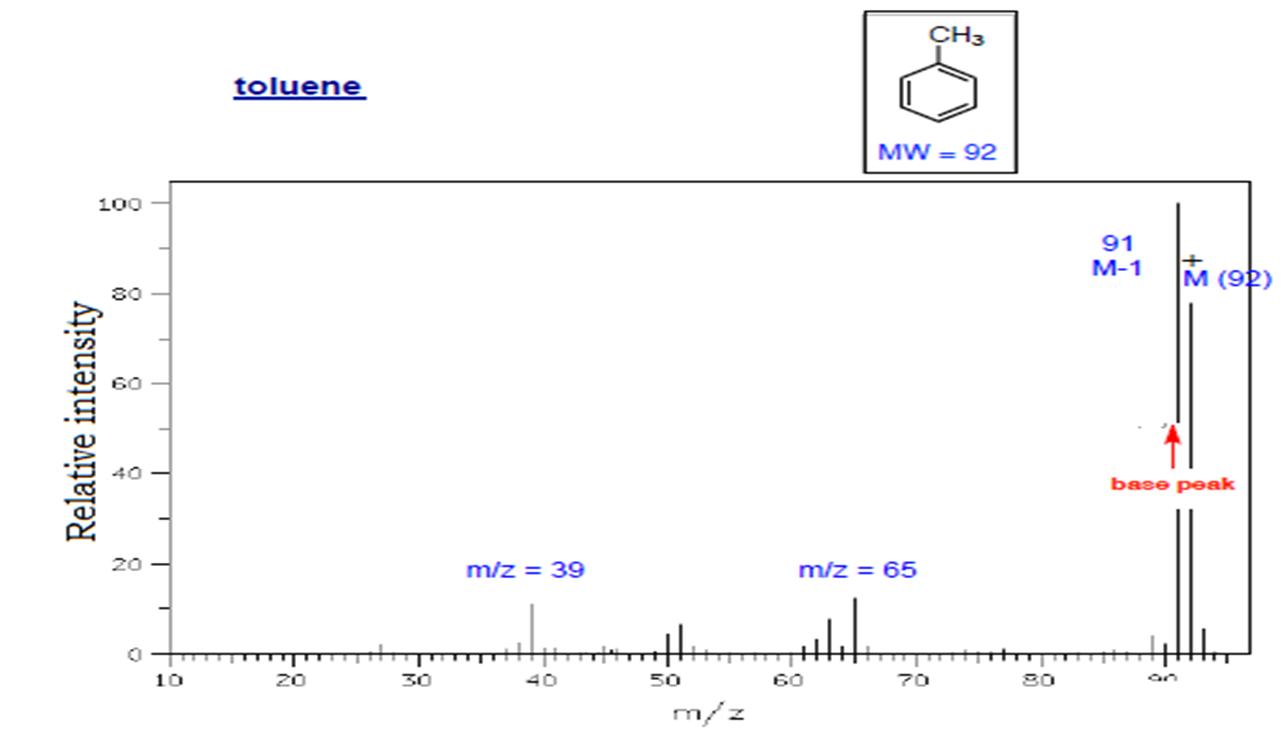 CH3
toluene
MW = 92
100
91
M-1
+
M (92)
80
60
40
20
0
Relative intensity
base peak
m/z = 39
m/z = 65
10 20 30 40 50 60 70 80 90
m/z